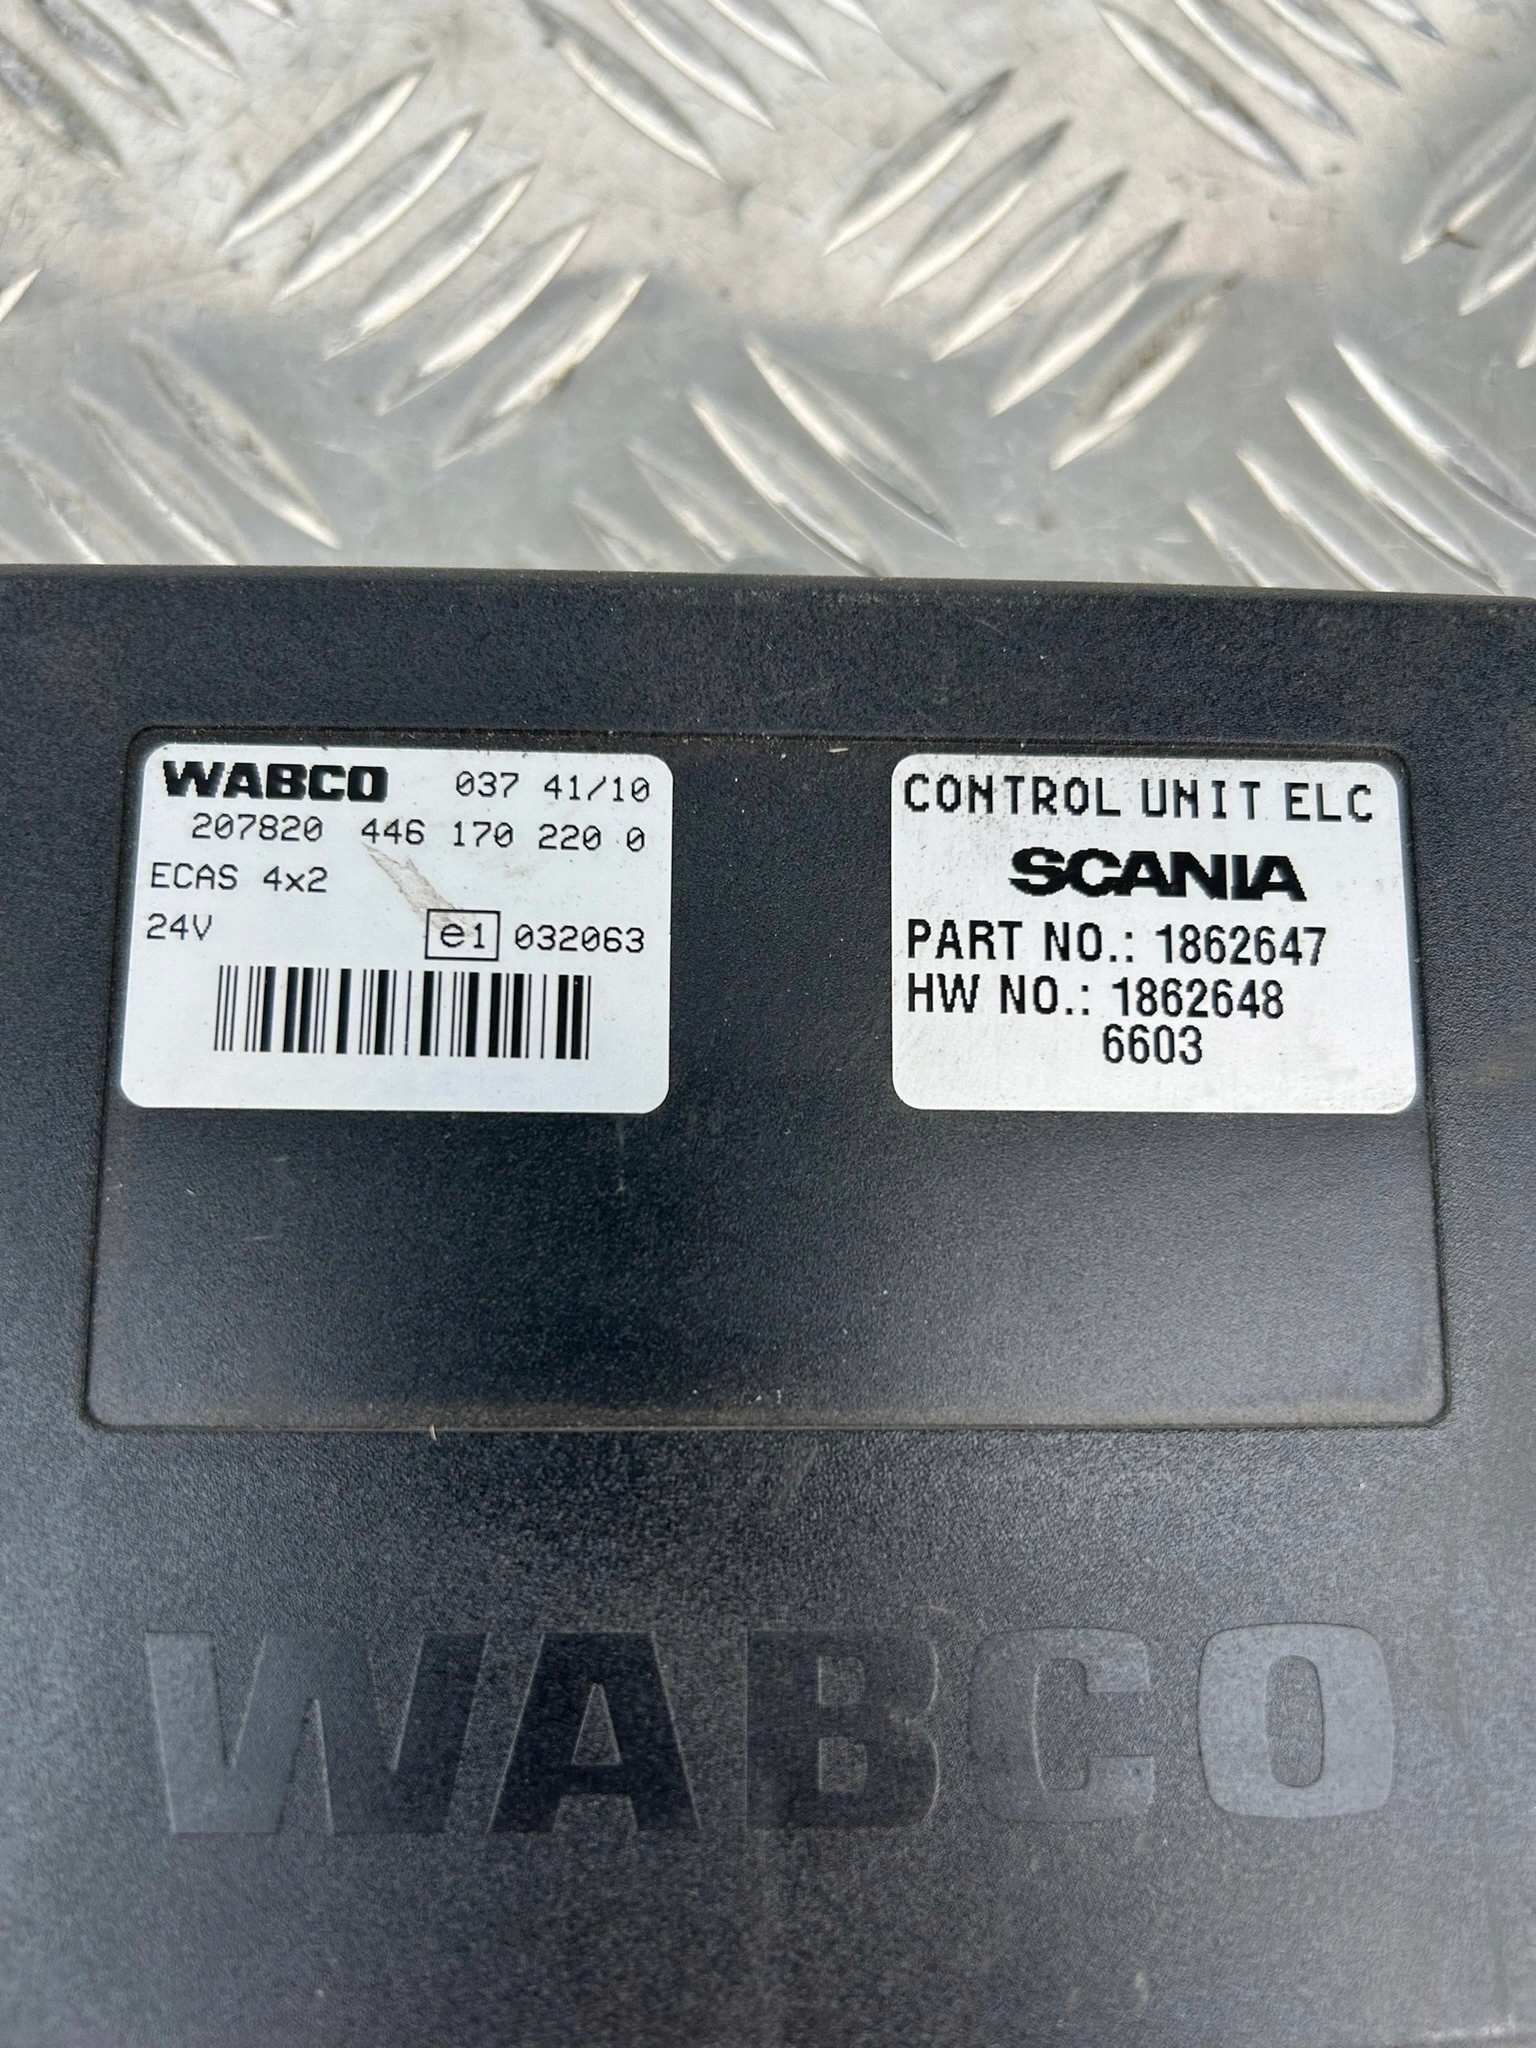 WABCO 037 41/10
207820 446 170 220 0
ECAS 4x2
24V e1 032063
CONTROL UNIT ELC
SCANIA
PART NO.: 1862647
HW NO.: 1862648
6603
WABCO